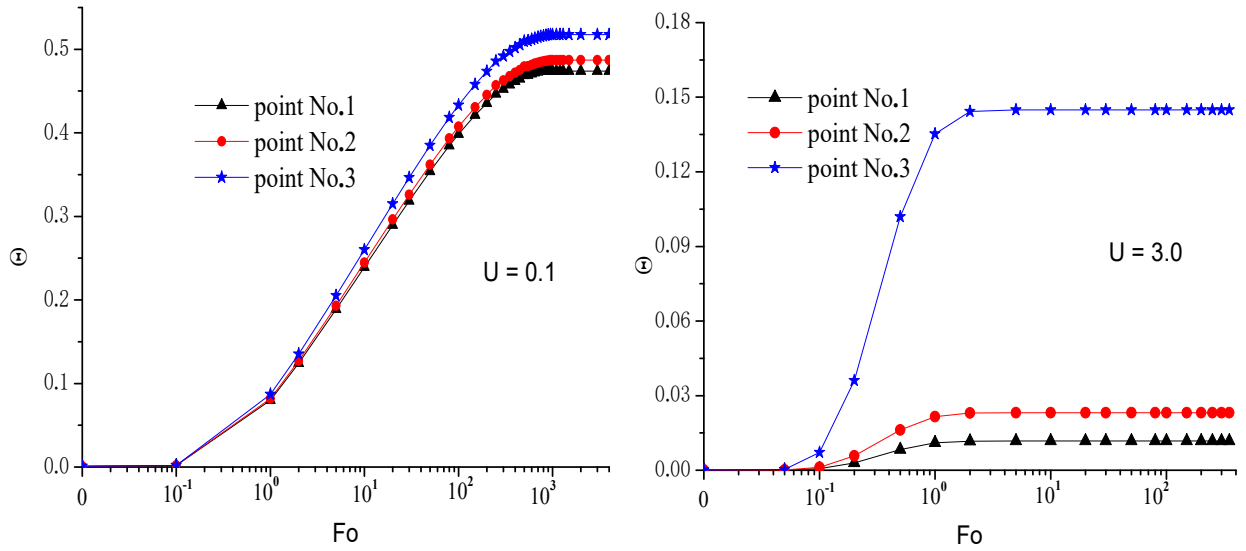 0.5
0.4
0.3
0.2
0.1
0.0
Θ
point No.1
point No.2
point No.3
U = 0.1
0
10⁻¹
10⁰
10¹
10²
10³
Fo
0.18
0.15
0.12
0.09
0.06
0.03
0.00
Θ
point No.1
point No.2
point No.3
U = 3.0
0
10⁻¹
10⁰
10¹
10²
Fo